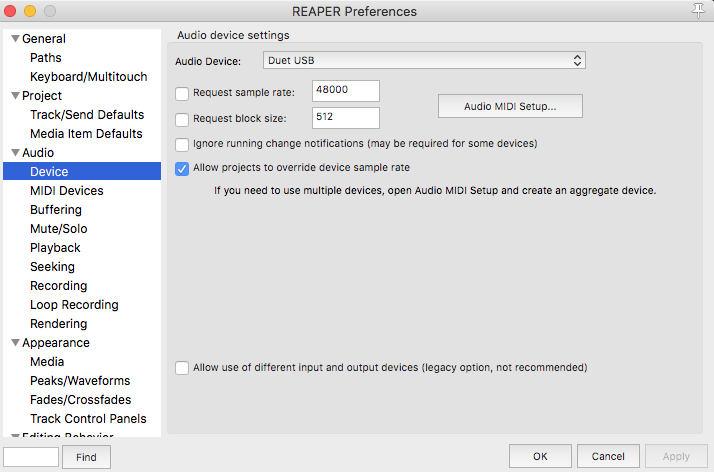 REAPER Preferences
General
Paths
Keyboard/Multitouch
Project
Track/Send Defaults
Media Item Defaults
Audio
Device
MIDI Devices
Buffering
Mute/Solo
Playback
Seeking
Recording
Loop Recording
Rendering
Appearance
Media
Peaks/Waveforms
Fades/Crossfades
Track Control Panels
Editing Behavior
Find
Audio device settings
Audio Device: Duet USB
Request sample rate: 48000
Request block size: 512
Audio MIDI Setup...
Ignore running change notifications (may be required for some devices)
Allow projects to override device sample rate
If you need to use multiple devices, open Audio MIDI Setup and create an aggregate device.
Allow use of different input and output devices (legacy option, not recommended)
OK Cancel Apply